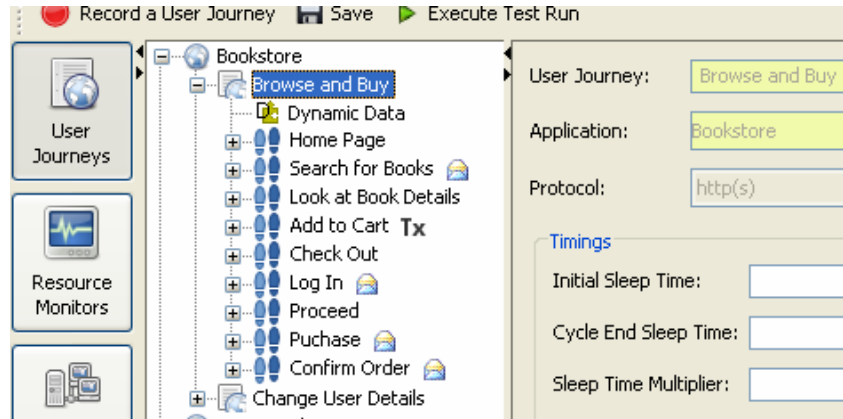 Record a User Journey Save Execute Test Run
User
Journeys
Resource
Monitors
Bookstore
Browse and Buy
Dynamic Data
Home Page
Search for Books
Look at Book Details
Add to Cart Tx
Check Out
Log In
Proceed
Puchase
Confirm Order
Change User Details
User Journey: Browse and Buy
Application: Bookstore
Protocol: http(s)
Timings
Initial Sleep Time:
Cycle End Sleep Time:
Sleep Time Multiplier: